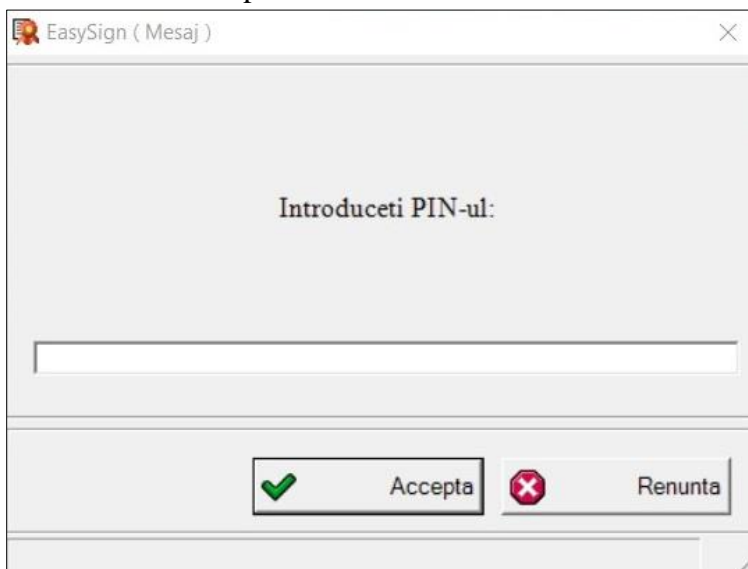 EasySign ( Mesaj )
Introduceti PIN-ul:
Accepta
Renunta